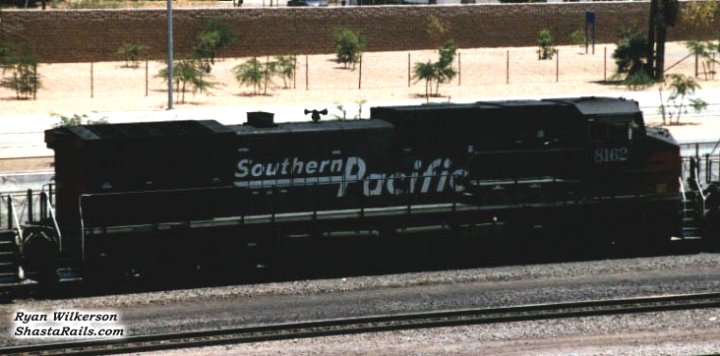 Southern Pacific
8162
Ryan Wilkerson
ShastaRails.com